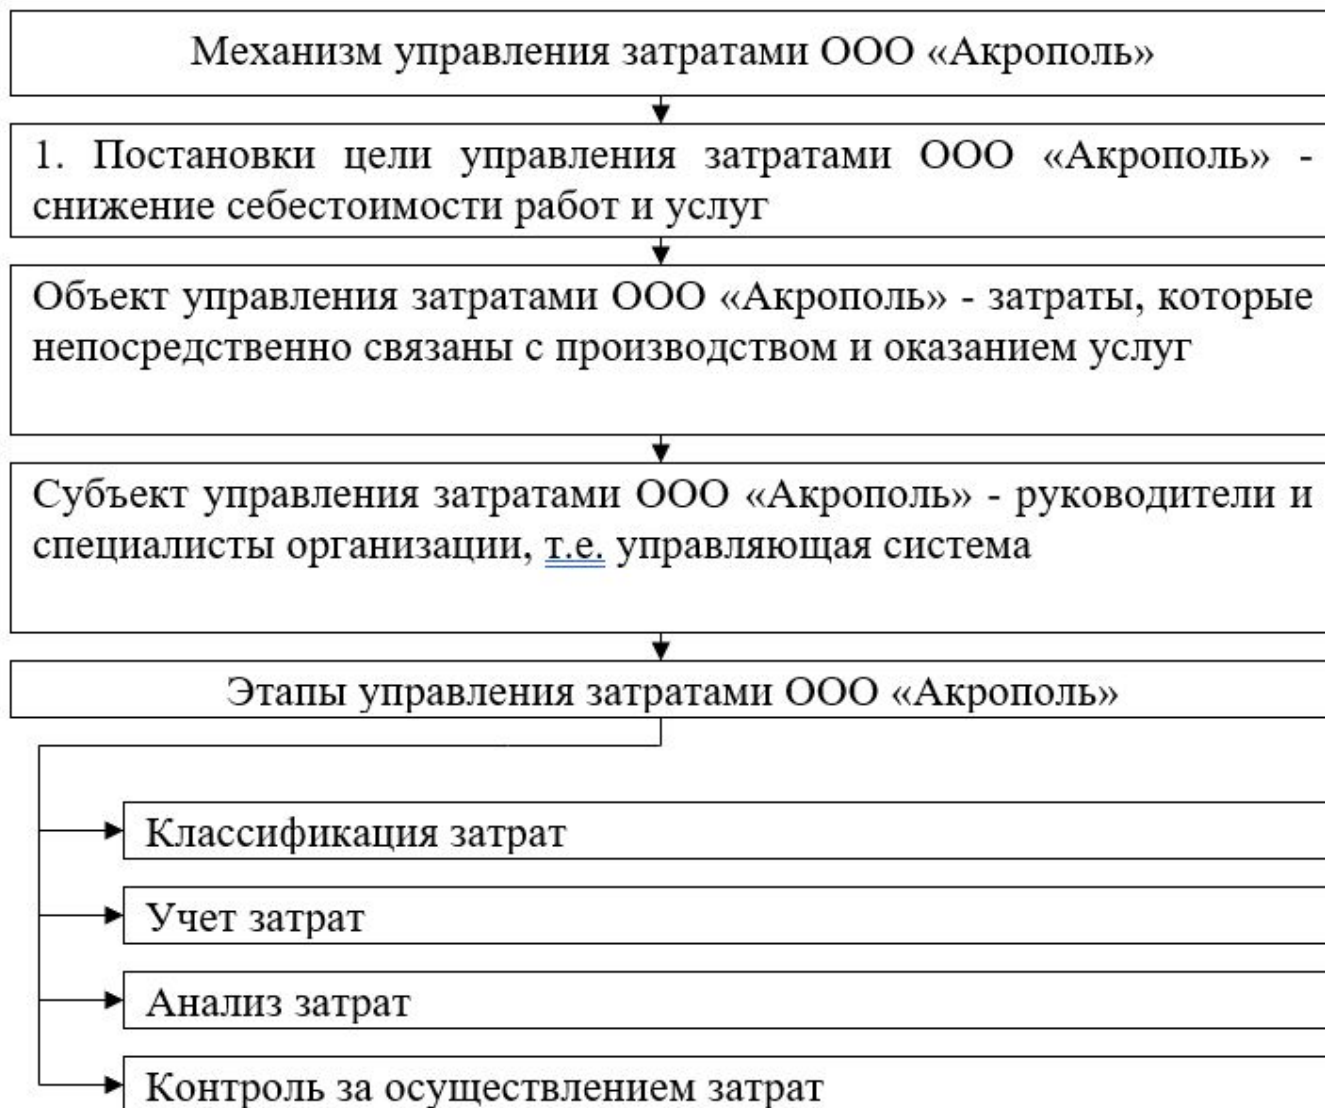 Механизм управления затратами ООО «Акрополь»
1. Постановки цели управления затратами ООО «Акрополь» -
снижение себестоимости работ и услуг
Объект управления затратами ООО «Акрополь» - затраты, которые
непосредственно связаны с производством и оказанием услуг
Субъект управления затратами ООО «Акрополь» - руководители и
специалисты организации, т.е. управляющая система
Этапы управления затратами ООО «Акрополь»
Классификация затрат
Учет затрат
Анализ затрат
Контроль за осуществлением затрат